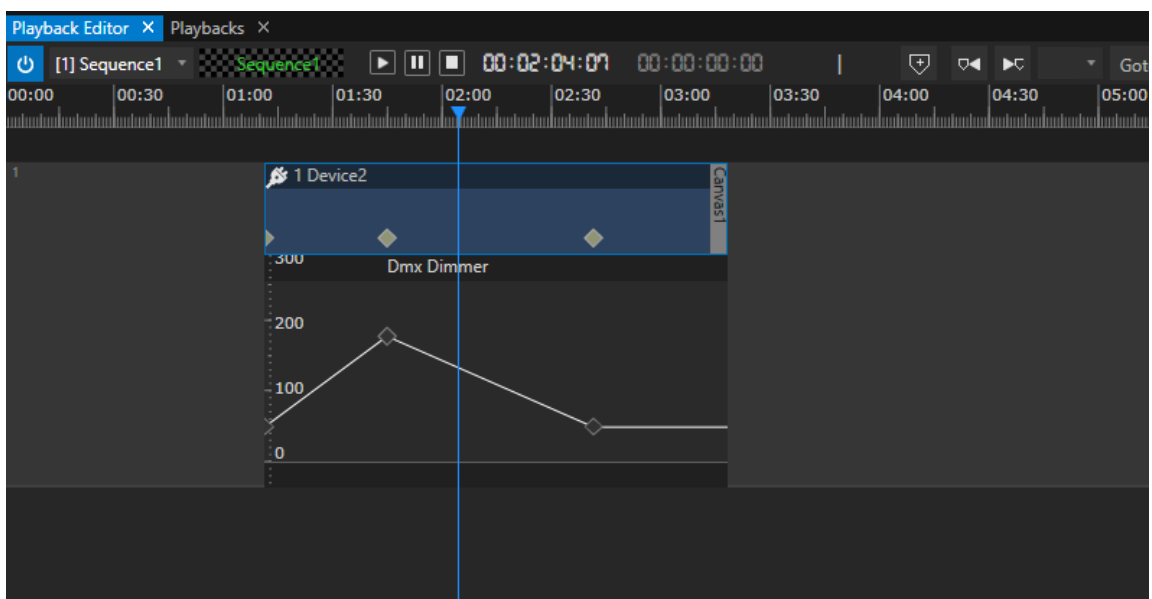 Playback Editor Playbacks
[1] Sequence1 Sequence1 00:02:04:07 00:00:00:00 Got
00:00 00:30 01:00 01:30 02:00 02:30 03:00 03:30 04:00 04:30 05:00
1
1 Device2
Canvas1
300
Dmx Dimmer
200
100
0